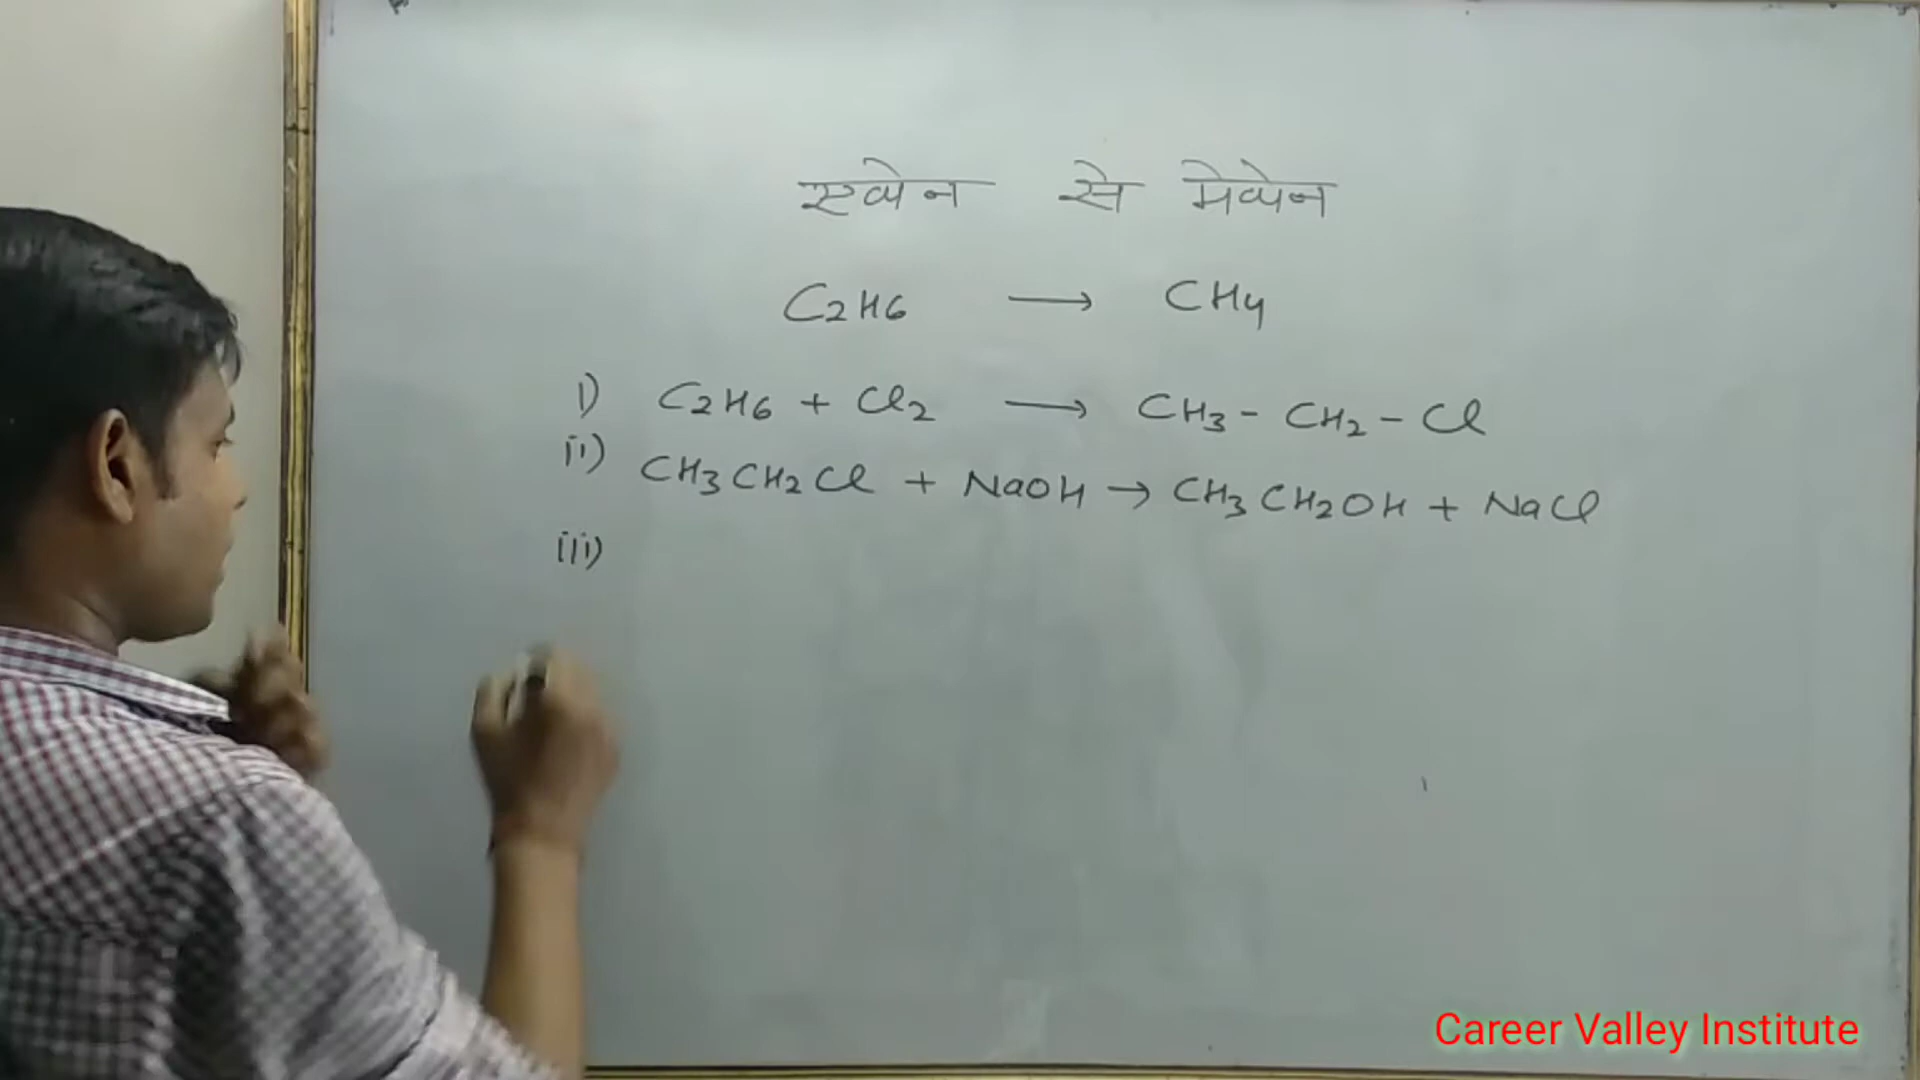 एथेन से मेथेन
C2H6 ⟶ CH4
i) C2H6 + Cl2 ⟶ CH3 - CH2 - Cl
ii) CH3CH2Cl + NaOH → CH3CH2OH + NaCl
iii)
Career Valley Institute